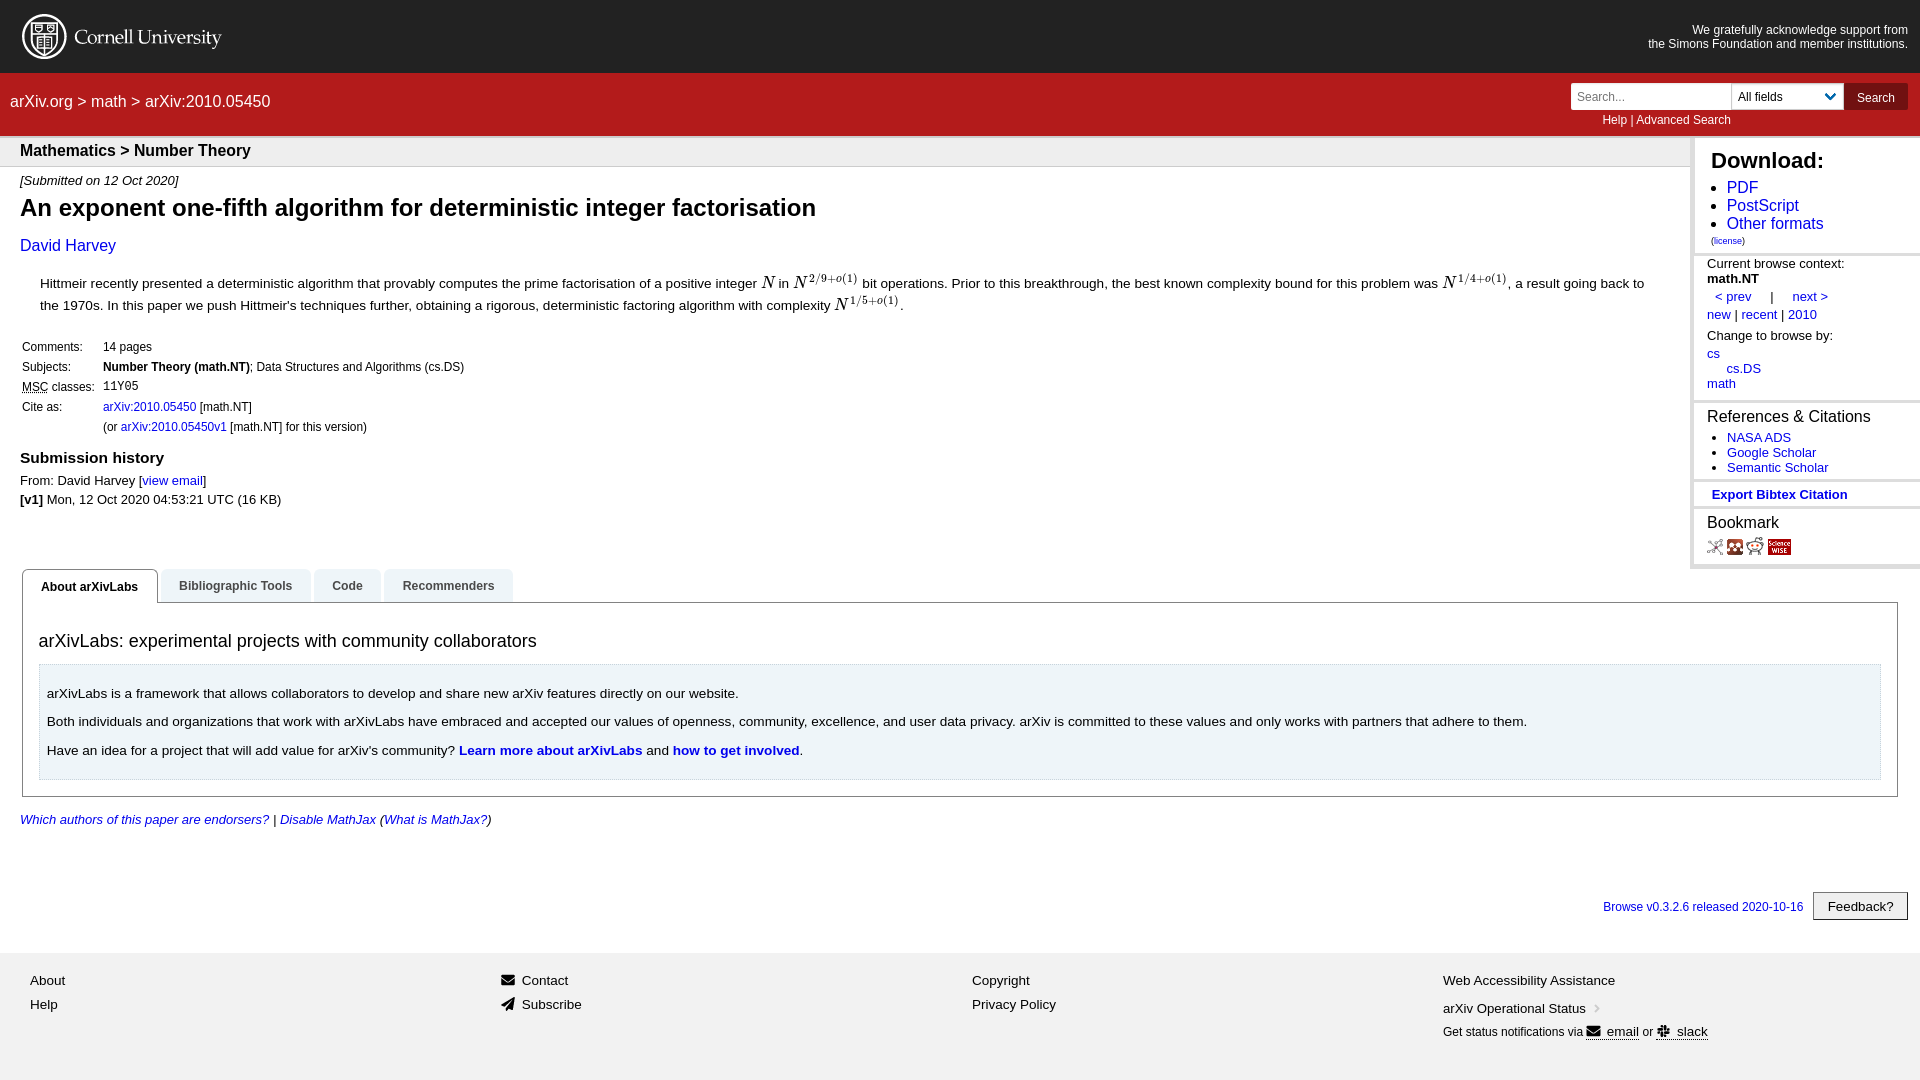 Cornell University
We gratefully acknowledge support from
the Simons Foundation and member institutions.
arXiv.org > math > arXiv:2010.05450
Search...
All fields
Search
Help | Advanced Search
Mathematics > Number Theory
[Submitted on 12 Oct 2020]
An exponent one-fifth algorithm for deterministic integer factorisation
David Harvey
Hittmeir recently presented a deterministic algorithm that provably computes the prime factorisation of a positive integer N in N^{2/9+o(1)} bit operations. Prior to this breakthrough, the best known complexity bound for this problem was N^{1/4+o(1)}, a result going back to
the 1970s. In this paper we push Hittmeir's techniques further, obtaining a rigorous, deterministic factoring algorithm with complexity N^{1/5+o(1)}.
Comments: 14 pages
Subjects: Number Theory (math.NT); Data Structures and Algorithms (cs.DS)
MSC classes: 11Y05
Cite as: arXiv:2010.05450 [math.NT]
(or arXiv:2010.05450v1 [math.NT] for this version)
Submission history
From: David Harvey [view email]
[v1] Mon, 12 Oct 2020 04:53:21 UTC (16 KB)
Download:
PDF
PostScript
Other formats
(license)
Current browse context:
math.NT
< prev | next >
new | recent | 2010
Change to browse by:
cs
cs.DS
math
References & Citations
NASA ADS
Google Scholar
Semantic Scholar
Export Bibtex Citation
Bookmark
Science
WISE
About arXivLabs
Bibliographic Tools
Code
Recommenders
arXivLabs: experimental projects with community collaborators
arXivLabs is a framework that allows collaborators to develop and share new arXiv features directly on our website.
Both individuals and organizations that work with arXivLabs have embraced and accepted our values of openness, community, excellence, and user data privacy. arXiv is committed to these values and only works with partners that adhere to them.
Have an idea for a project that will add value for arXiv's community? Learn more about arXivLabs and how to get involved.
Which authors of this paper are endorsers? | Disable MathJax (What is MathJax?)
Browse v0.3.2.6 released 2020-10-16
Feedback?
About
Help
Contact
Subscribe
Copyright
Privacy Policy
Web Accessibility Assistance
arXiv Operational Status
Get status notifications via email or slack